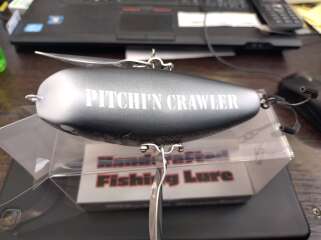 PITCHI'N CRAWLER
Handcrafted
Fishing Lure